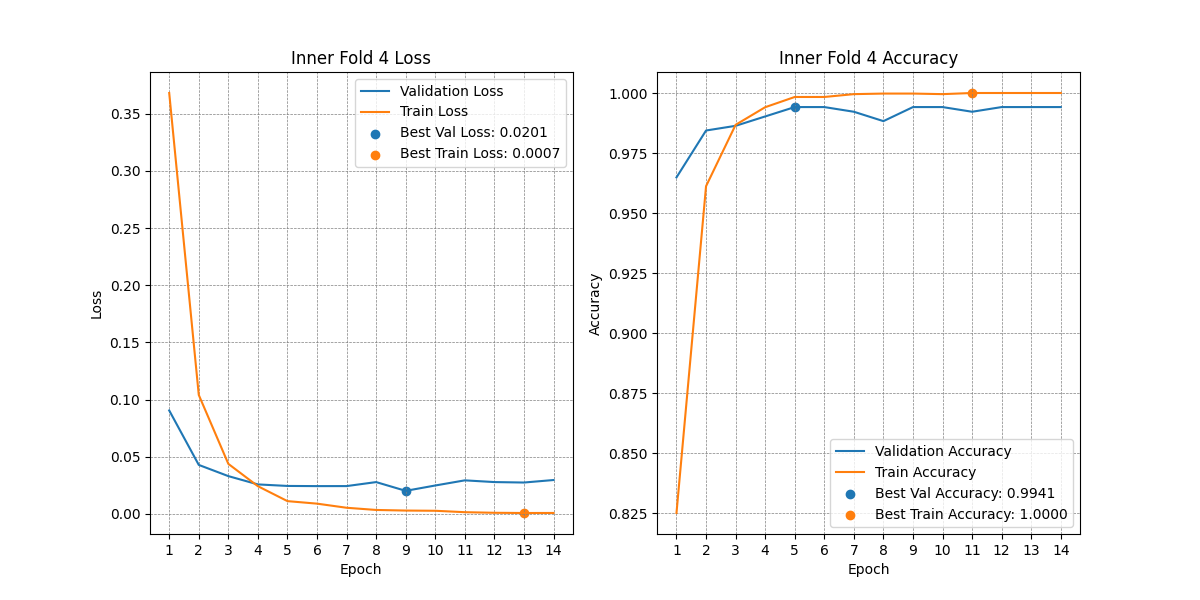 Inner Fold 4 Loss
Validation Loss
Train Loss
Best Val Loss: 0.0201
Best Train Loss: 0.0007
0.35
0.30
0.25
0.20
0.15
0.10
0.05
0.00
Loss
1 2 3 4 5 6 7 8 9 10 11 12 13 14
Epoch
Inner Fold 4 Accuracy
1.000
0.975
0.950
0.925
0.900
0.875
0.850
0.825
Accuracy
Validation Accuracy
Train Accuracy
Best Val Accuracy: 0.9941
Best Train Accuracy: 1.0000
1 2 3 4 5 6 7 8 9 10 11 12 13 14
Epoch